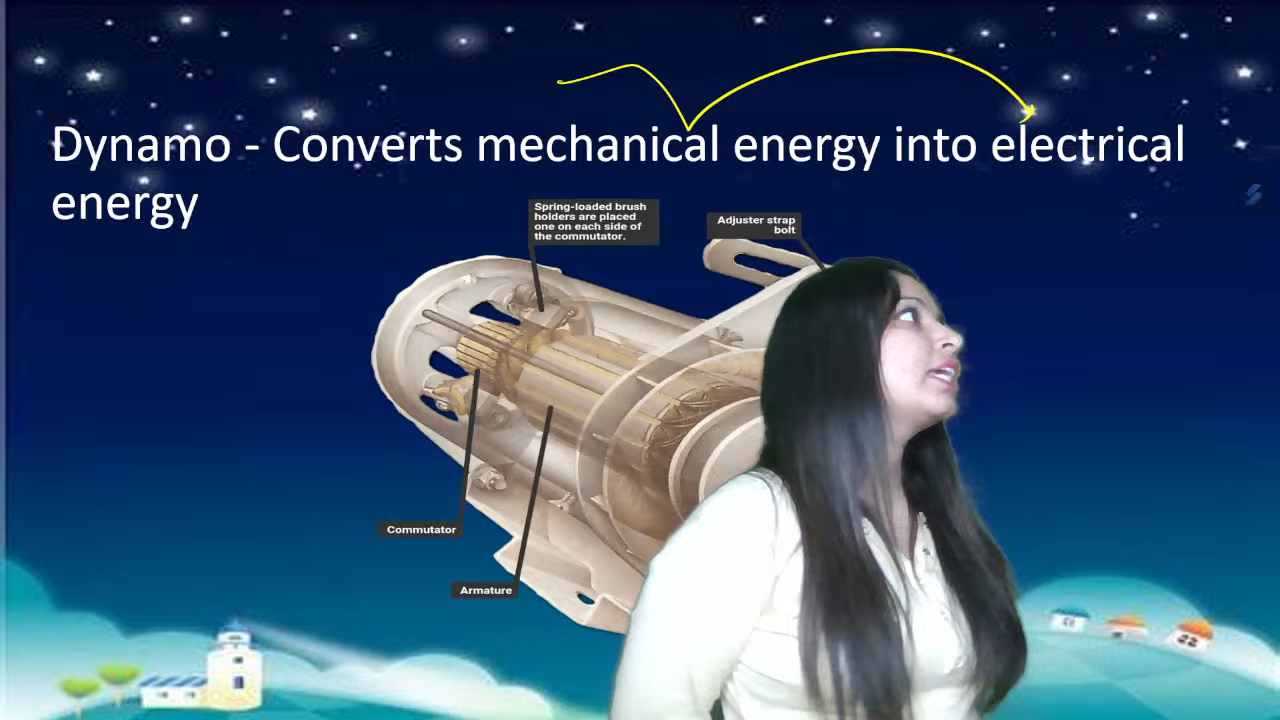 Dynamo - Converts mechanical energy into electrical
energy
Spring-loaded brush
holders are placed
one on each side of
the commutator.
Adjuster strap
bolt
Commutator
Armature